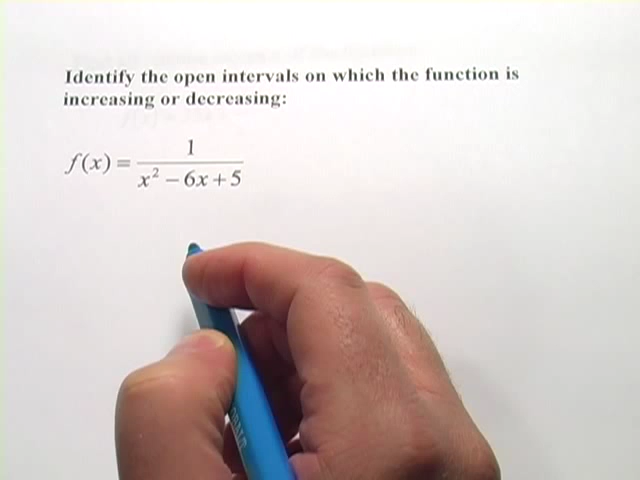 Identify the open intervals on which the function is
increasing or decreasing:
f(x) = 1 / (x² − 6x + 5)